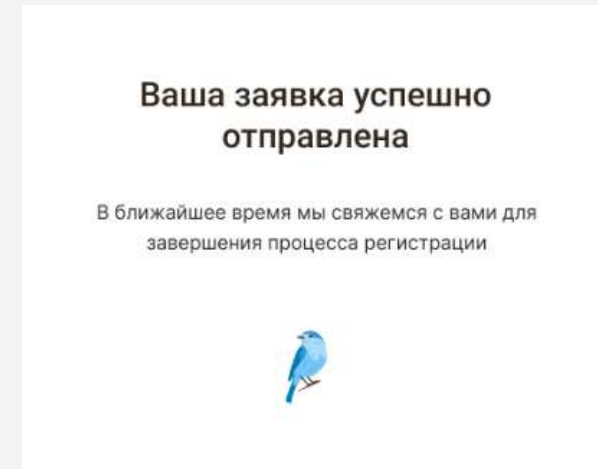 Ваша заявка успешно
отправлена
В ближайшее время мы свяжемся с вами для
завершения процесса регистрации